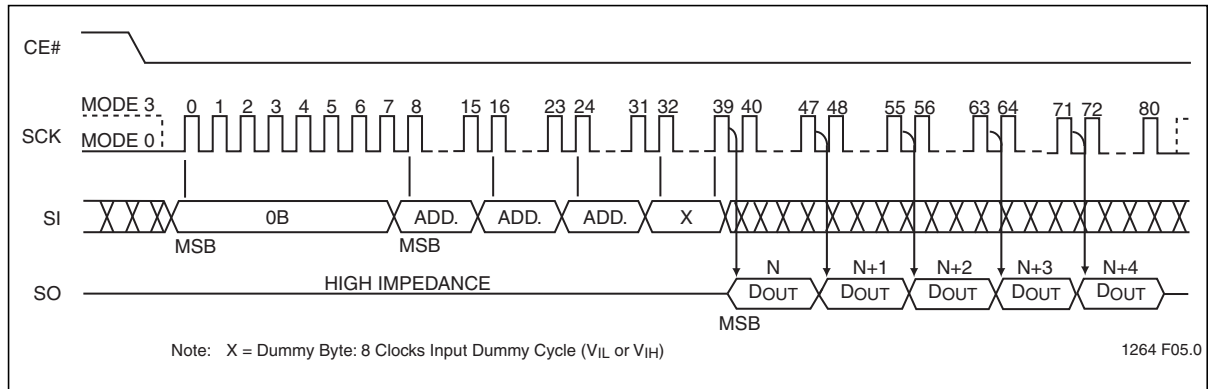 CE#
MODE 3
0 1 2 3 4 5 6 7 8 15 16 23 24 31 32 39 40 47 48 55 56 63 64 71 72 80
SCK
MODE 0
SI
0B ADD. ADD. ADD. X
MSB MSB
N N+1 N+2 N+3 N+4
SO
HIGH IMPEDANCE
DOUT DOUT DOUT DOUT DOUT
MSB
Note: X = Dummy Byte: 8 Clocks Input Dummy Cycle (VIL or VIH)
1264 F05.0